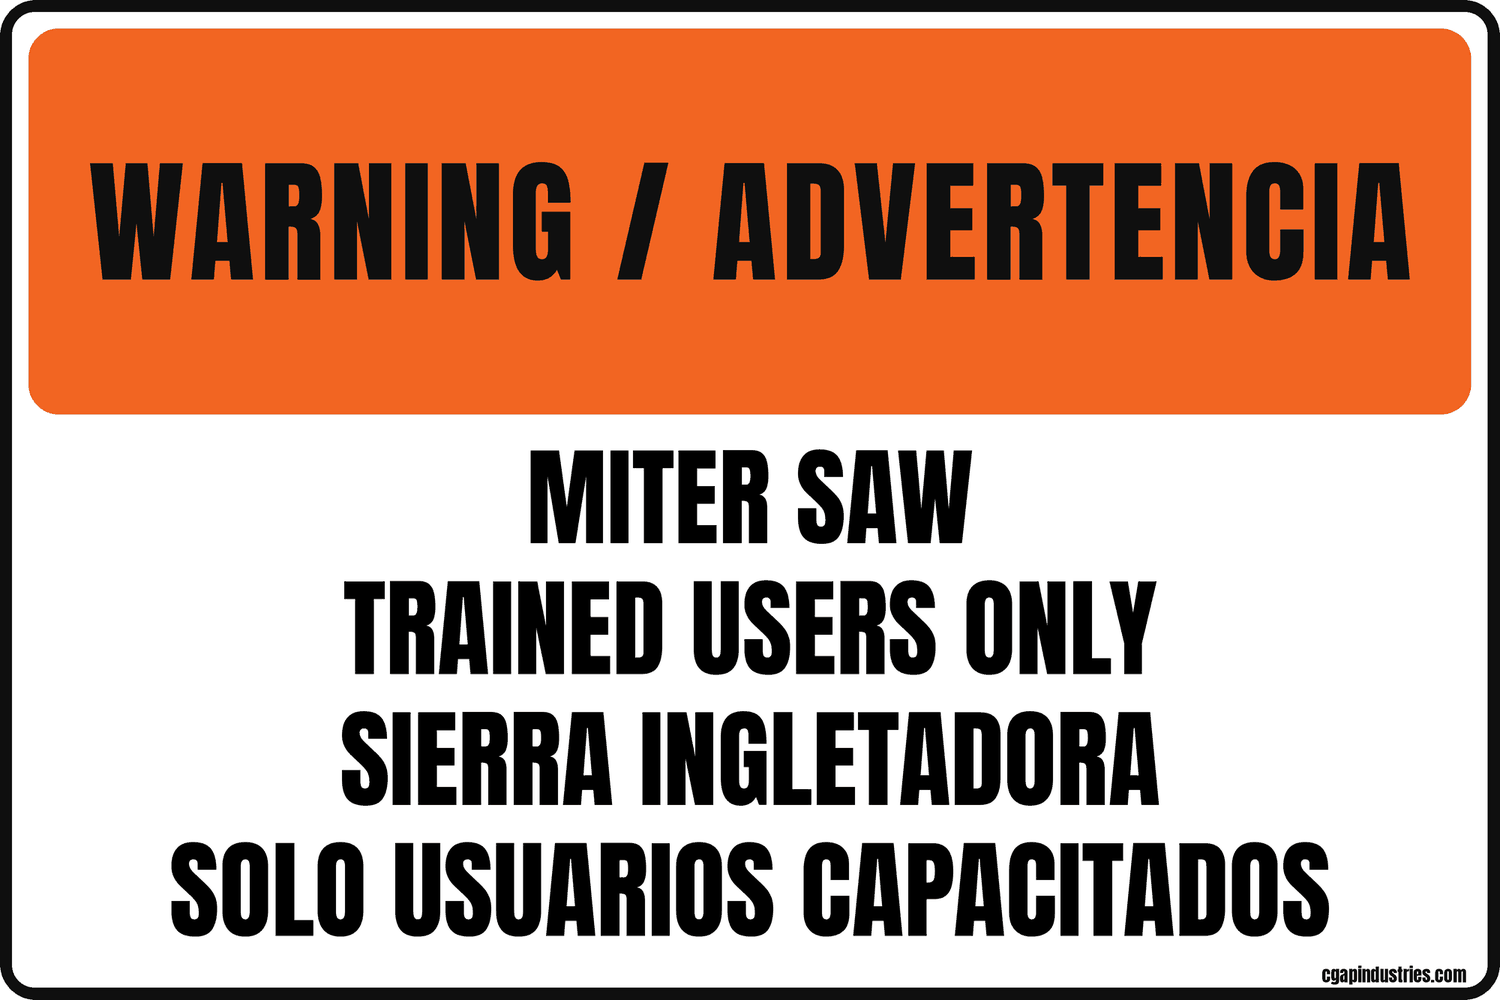 WARNING / ADVERTENCIA
MITER SAW
TRAINED USERS ONLY
SIERRA INGLETADORA
SOLO USUARIOS CAPACITADOS
cgapindustries.com